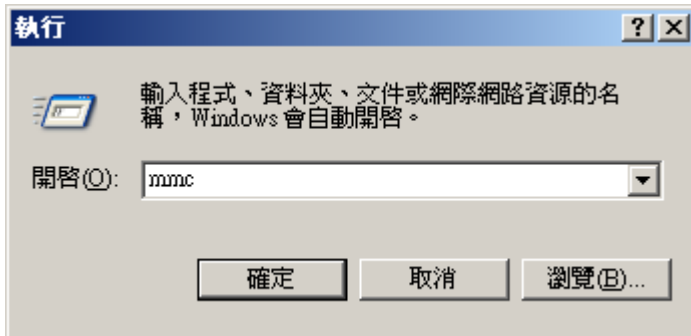 執行
輸入程式、資料夾、文件或網際網路資源的名
稱，Windows 會自動開啓。
開啓(O):
mmc
確定
取消
瀏覽(B)...